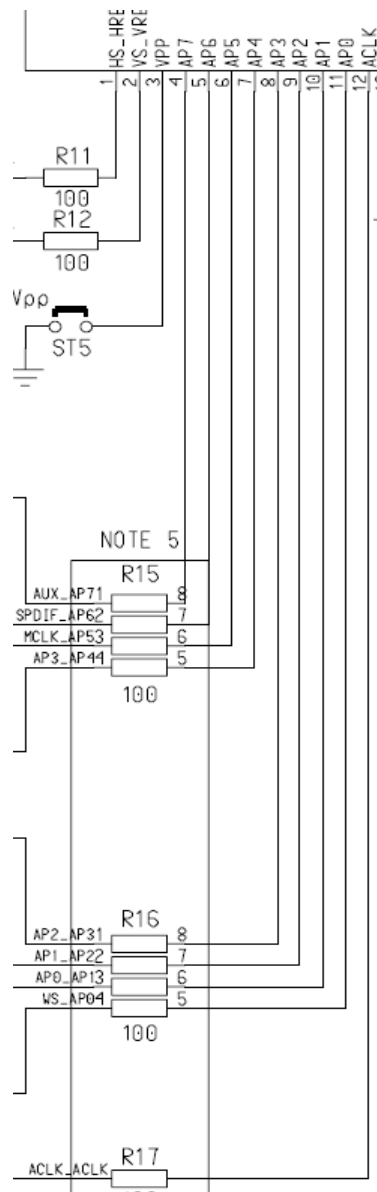 HS_HRE
VS_VRE
VPP
AP7
AP6
AP5
AP4
AP3
AP2
AP1
AP0
ACLK
1
2
3
4
5
6
7
8
9
10
11
12
R11
100
R12
100
Vpp
ST5
NOTE 5
R15
AUX_AP71 8
SPDIF_AP62 7
MCLK_AP53 6
AP3_AP44 5
100
R16
AP2_AP31 8
AP1_AP22 7
AP0_AP13 6
WS_AP04 5
100
R17
ACLK_ACLK